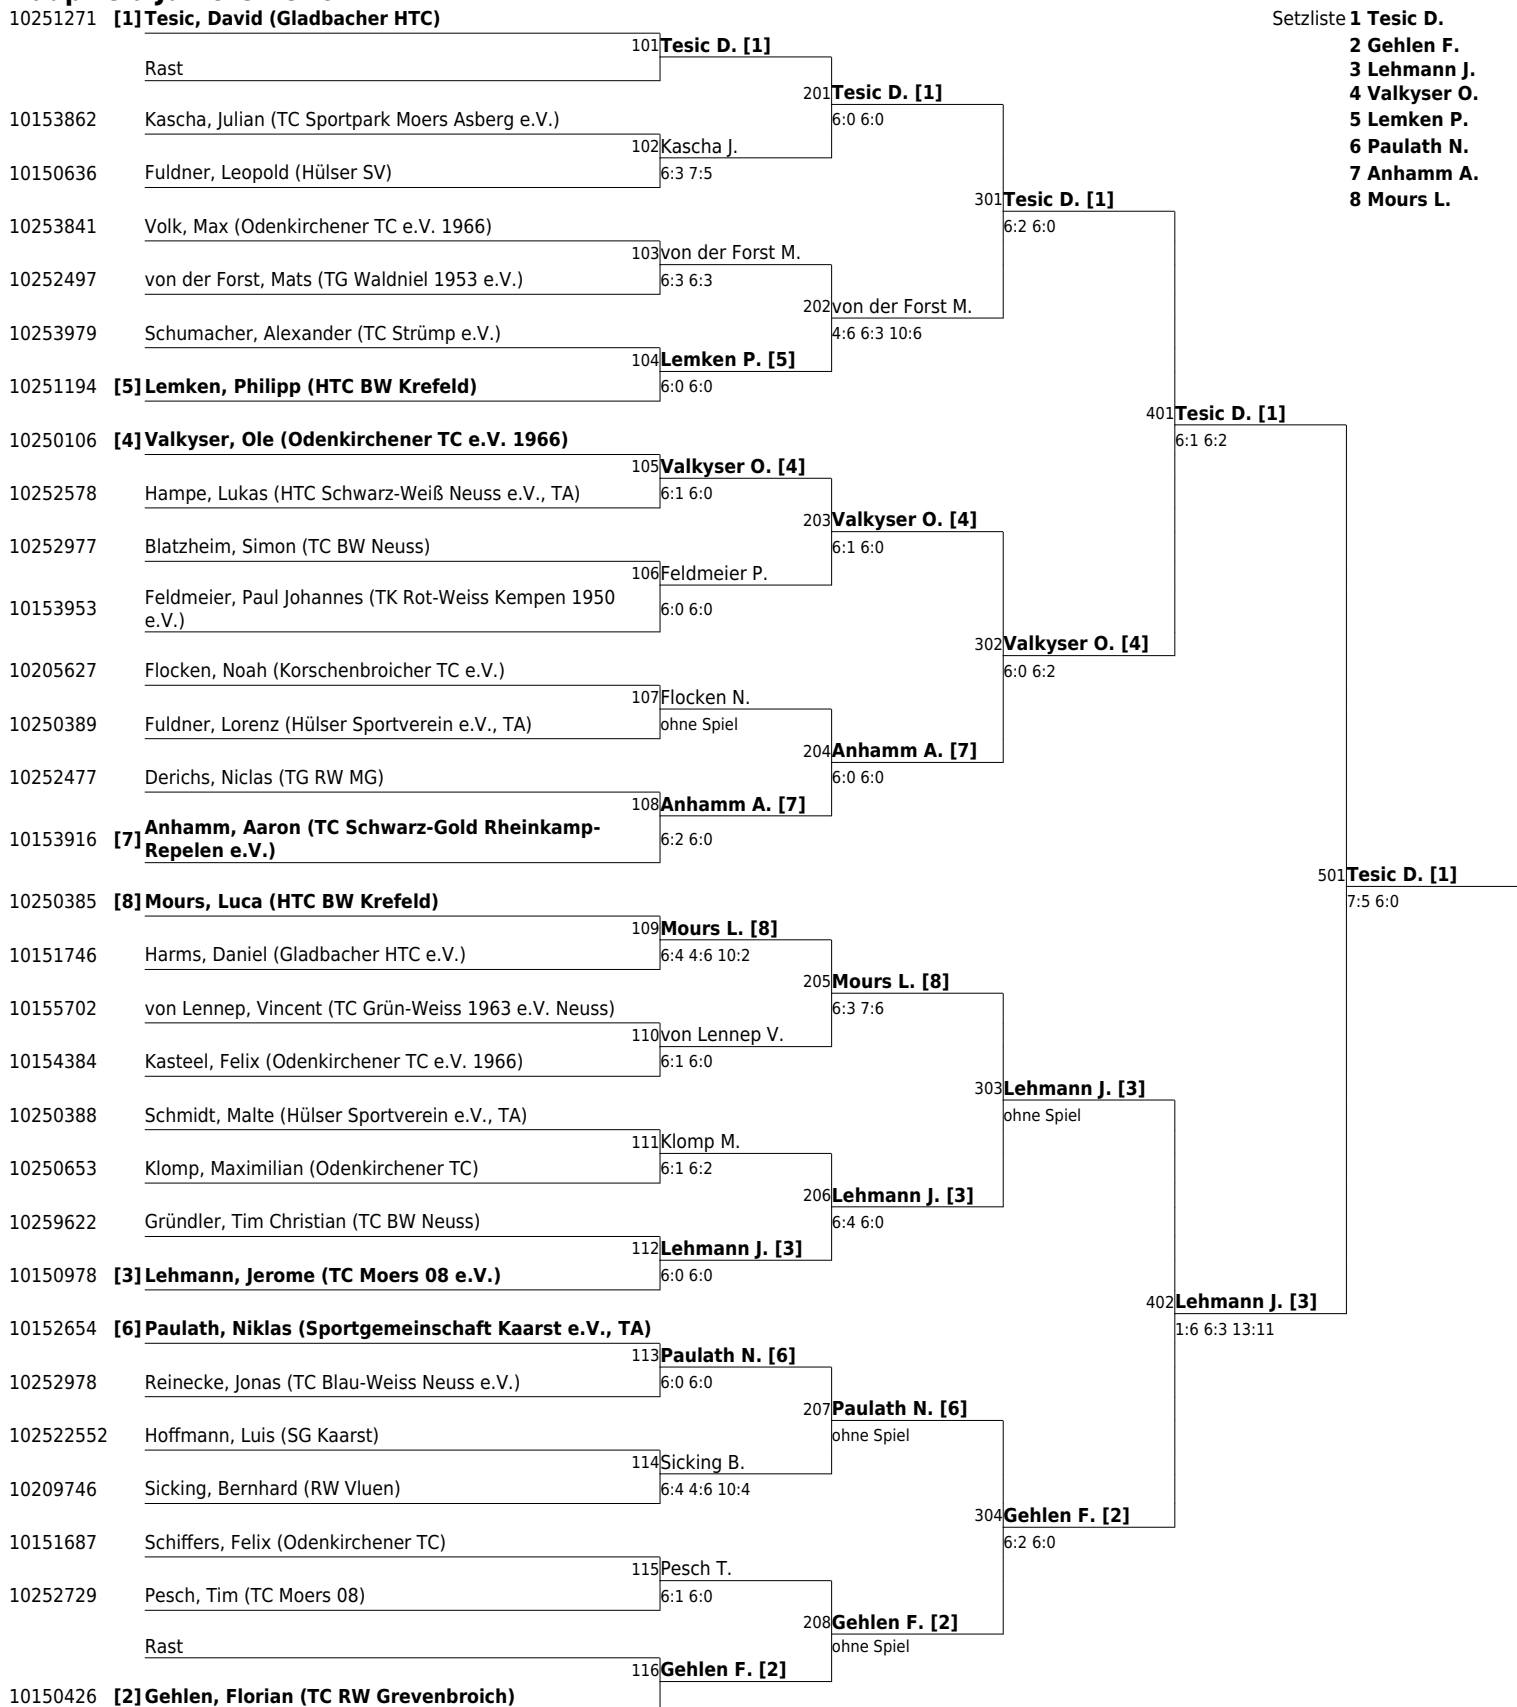 10251271 [1] Tesic, David (Gladbacher HTC)
Setzliste 1 Tesic D.
101 Tesic D. [1]
2 Gehlen F.
Rast
3 Lehmann J.
201 Tesic D. [1]
4 Valkyser O.
10153862 Kascha, Julian (TC Sportpark Moers Asberg e.V.)
6:0 6:0
5 Lemken P.
102 Kascha J.
6 Paulath N.
10150636 Fuldner, Leopold (Hülser SV)
6:3 7:5
7 Anhamm A.
301 Tesic D. [1]
8 Mours L.
10253841 Volk, Max (Odenkirchener TC e.V. 1966)
6:2 6:0
103 von der Forst M.
10252497 von der Forst, Mats (TG Waldniel 1953 e.V.)
6:3 6:3
202 von der Forst M.
10253979 Schumacher, Alexander (TC Strümp e.V.)
4:6 6:3 10:6
104 Lemken P. [5]
10251194 [5] Lemken, Philipp (HTC BW Krefeld)
6:0 6:0
401 Tesic D. [1]
10250106 [4] Valkyser, Ole (Odenkirchener TC e.V. 1966)
6:1 6:2
105 Valkyser O. [4]
10252578 Hampe, Lukas (HTC Schwarz-Weiß Neuss e.V., TA)
6:1 6:0
203 Valkyser O. [4]
10252977 Blatzheim, Simon (TC BW Neuss)
6:1 6:0
106 Feldmeier P.
10153953 Feldmeier, Paul Johannes (TK Rot-Weiss Kempen 1950
e.V.)
6:0 6:0
302 Valkyser O. [4]
10205627 Flocken, Noah (Korschenbroicher TC e.V.)
6:0 6:2
107 Flocken N.
10250389 Fuldner, Lorenz (Hülser Sportverein e.V., TA)
ohne Spiel
204 Anhamm A. [7]
10252477 Derichs, Niclas (TG RW MG)
6:0 6:0
108 Anhamm A. [7]
10153916 [7] Anhamm, Aaron (TC Schwarz-Gold Rheinkamp-
Repelen e.V.)
6:2 6:0
501 Tesic D. [1]
10250385 [8] Mours, Luca (HTC BW Krefeld)
7:5 6:0
109 Mours L. [8]
10151746 Harms, Daniel (Gladbacher HTC e.V.)
6:4 4:6 10:2
205 Mours L. [8]
10155702 von Lennep, Vincent (TC Grün-Weiss 1963 e.V. Neuss)
6:3 7:6
110 von Lennep V.
10154384 Kasteel, Felix (Odenkirchener TC e.V. 1966)
6:1 6:0
303 Lehmann J. [3]
10250388 Schmidt, Malte (Hülser Sportverein e.V., TA)
ohne Spiel
111 Klomp M.
10250653 Klomp, Maximilian (Odenkirchener TC)
6:1 6:2
206 Lehmann J. [3]
10259622 Gründler, Tim Christian (TC BW Neuss)
6:4 6:0
112 Lehmann J. [3]
10150978 [3] Lehmann, Jerome (TC Moers 08 e.V.)
6:0 6:0
402 Lehmann J. [3]
10152654 [6] Paulath, Niklas (Sportgemeinschaft Kaarst e.V., TA)
1:6 6:3 13:11
113 Paulath N. [6]
10252978 Reinecke, Jonas (TC Blau-Weiss Neuss e.V.)
6:0 6:0
207 Paulath N. [6]
102522552 Hoffmann, Luis (SG Kaarst)
ohne Spiel
114 Sicking B.
10209746 Sicking, Bernhard (RW Vluen)
6:4 4:6 10:4
304 Gehlen F. [2]
10151687 Schiffers, Felix (Odenkirchener TC)
6:2 6:0
115 Pesch T.
10252729 Pesch, Tim (TC Moers 08)
6:1 6:0
208 Gehlen F. [2]
Rast
ohne Spiel
116 Gehlen F. [2]
10150426 [2] Gehlen, Florian (TC RW Grevenbroich)